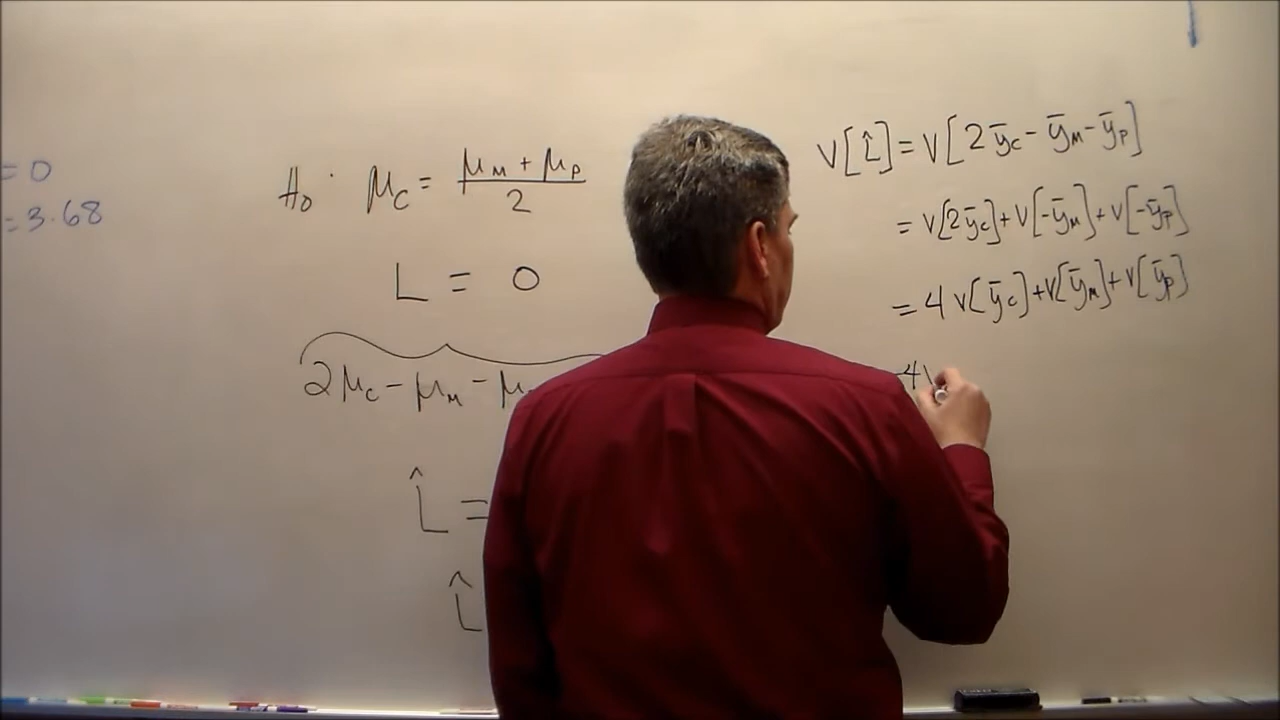 = 0
= 3.68
H₀: μ_C = (μ_M + μ_P)/2
L = 0
2μ_C - μ_M - μ
L̂ =
L̂
V[L̂] = V[2ȳ_C - ȳ_M - ȳ_P]
= V[2ȳ_C] + V[-ȳ_M] + V[-ȳ_P]
= 4V[ȳ_C] + V[ȳ_M] + V[ȳ_P]
4